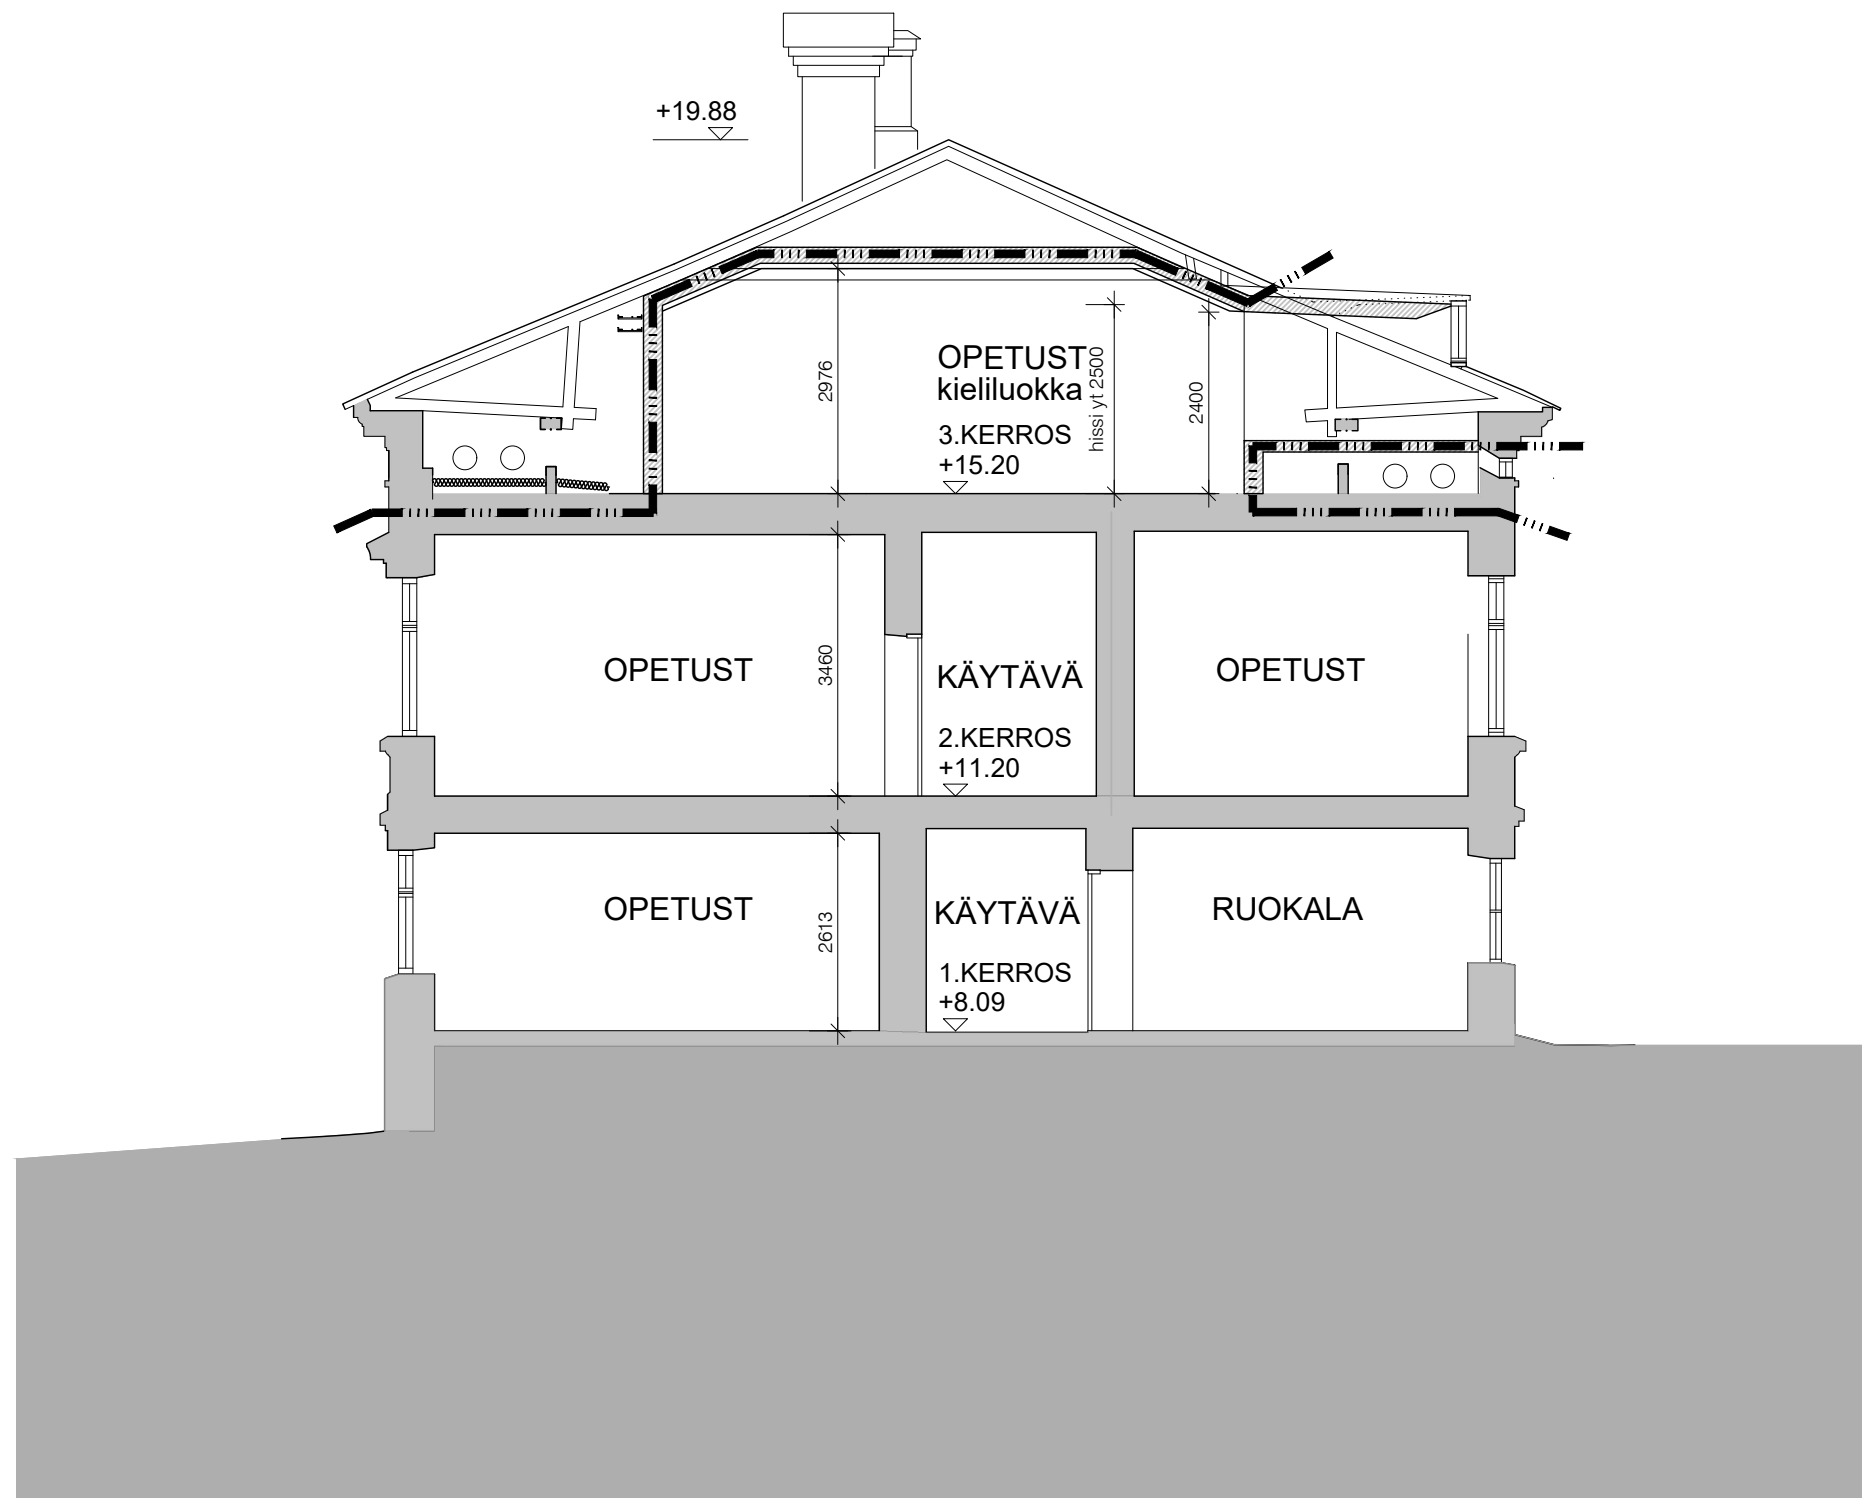 +19.88
OPETUST
kieliluokka
3.KERROS
+15.20
2976
hissi yt 2500
2400
OPETUST
3460
KÄYTÄVÄ
2.KERROS
+11.20
OPETUST
OPETUST
2613
KÄYTÄVÄ
1.KERROS
+8.09
RUOKALA